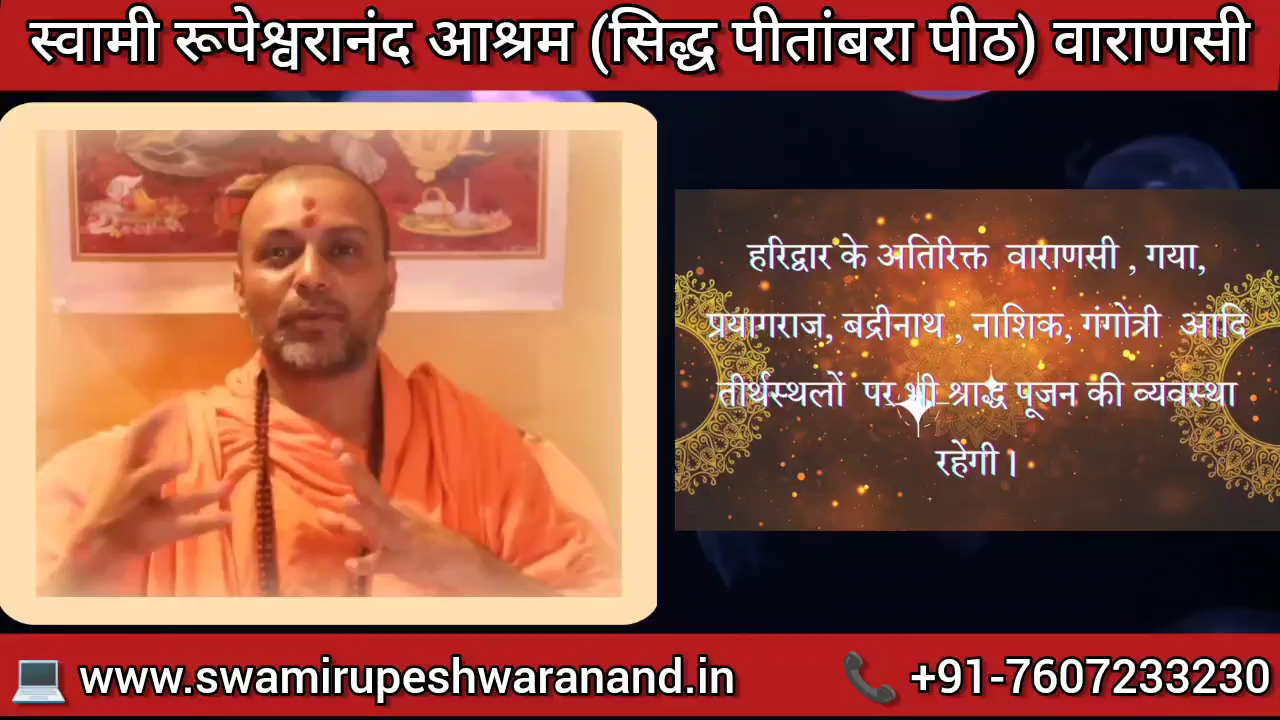 स्वामी रूपेश्वरानंद आश्रम (सिद्ध पीतांबरा पीठ) वाराणसी
हरिद्वार के अतिरिक्त वाराणसी , गया,
प्रयागराज, बद्रीनाथ , नाशिक, गंगोत्री आदि
तीर्थस्थलों पर भी श्राद्ध पूजन की व्यवस्था
रहेगी ।
www.swamirupeshwaranand.in
+91-7607233230